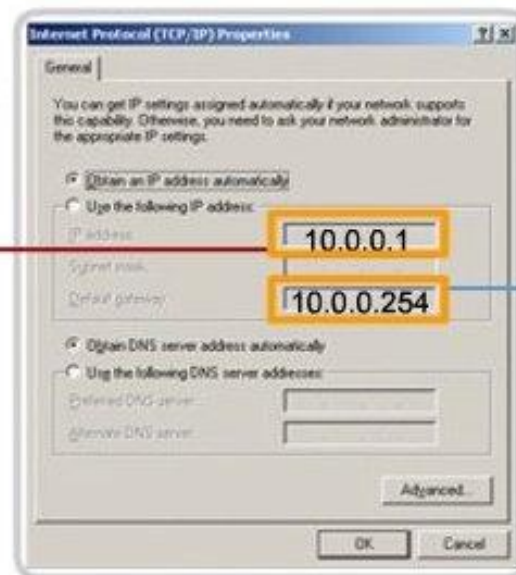 Internet Protocol (TCP/IP) Properties
General
You can get IP settings assigned automatically if your network supports
this capability. Otherwise, you need to ask your network administrator for
the appropriate IP settings.
Obtain an IP address automatically
Use the following IP address:
IP address: 10.0.0.1
Subnet mask:
Default gateway: 10.0.0.254
Obtain DNS server address automatically
Use the following DNS server addresses:
Preferred DNS server:
Alternate DNS server:
Advanced...
OK Cancel